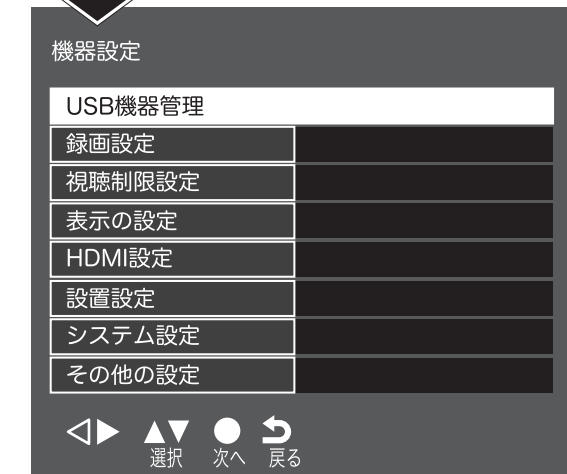 機器設定
USB機器管理
録画設定
視聴制限設定
表示の設定
HDMI設定
設置設定
システム設定
その他の設定
選択 次へ 戻る